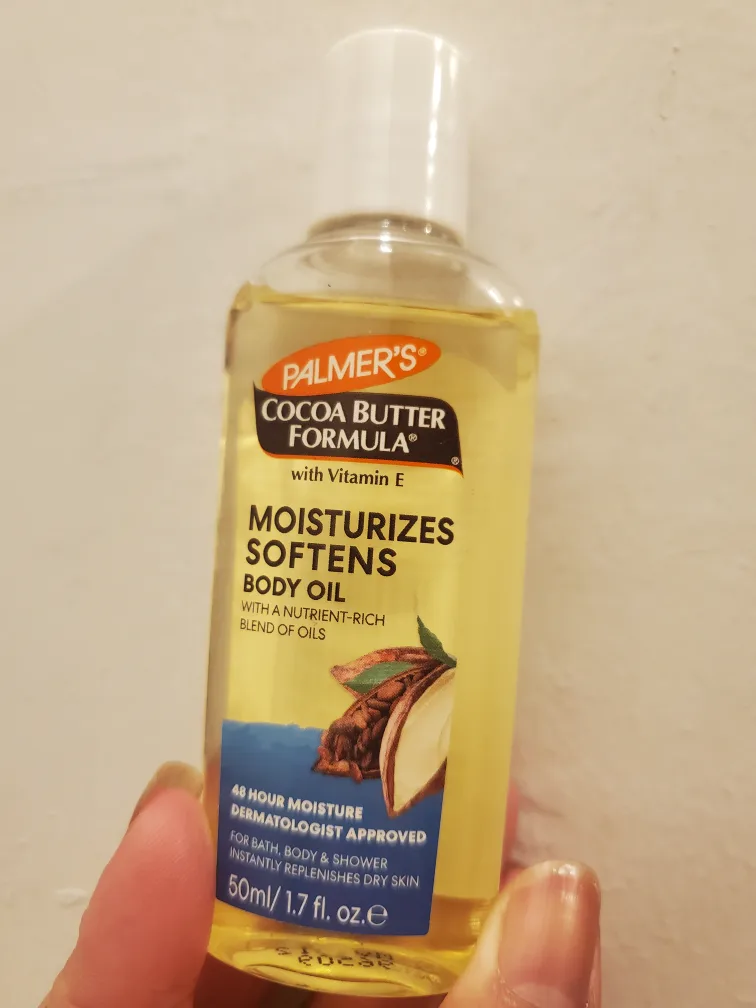 PALMER'S®
COCOA BUTTER
FORMULA®
with Vitamin E
MOISTURIZES
SOFTENS
BODY OIL
WITH A NUTRIENT-RICH
BLEND OF OILS
48 HOUR MOISTURE
DERMATOLOGIST APPROVED
FOR BATH, BODY & SHOWER
INSTANTLY REPLENISHES DRY SKIN
50ml/ 1.7 fl. oz.℮